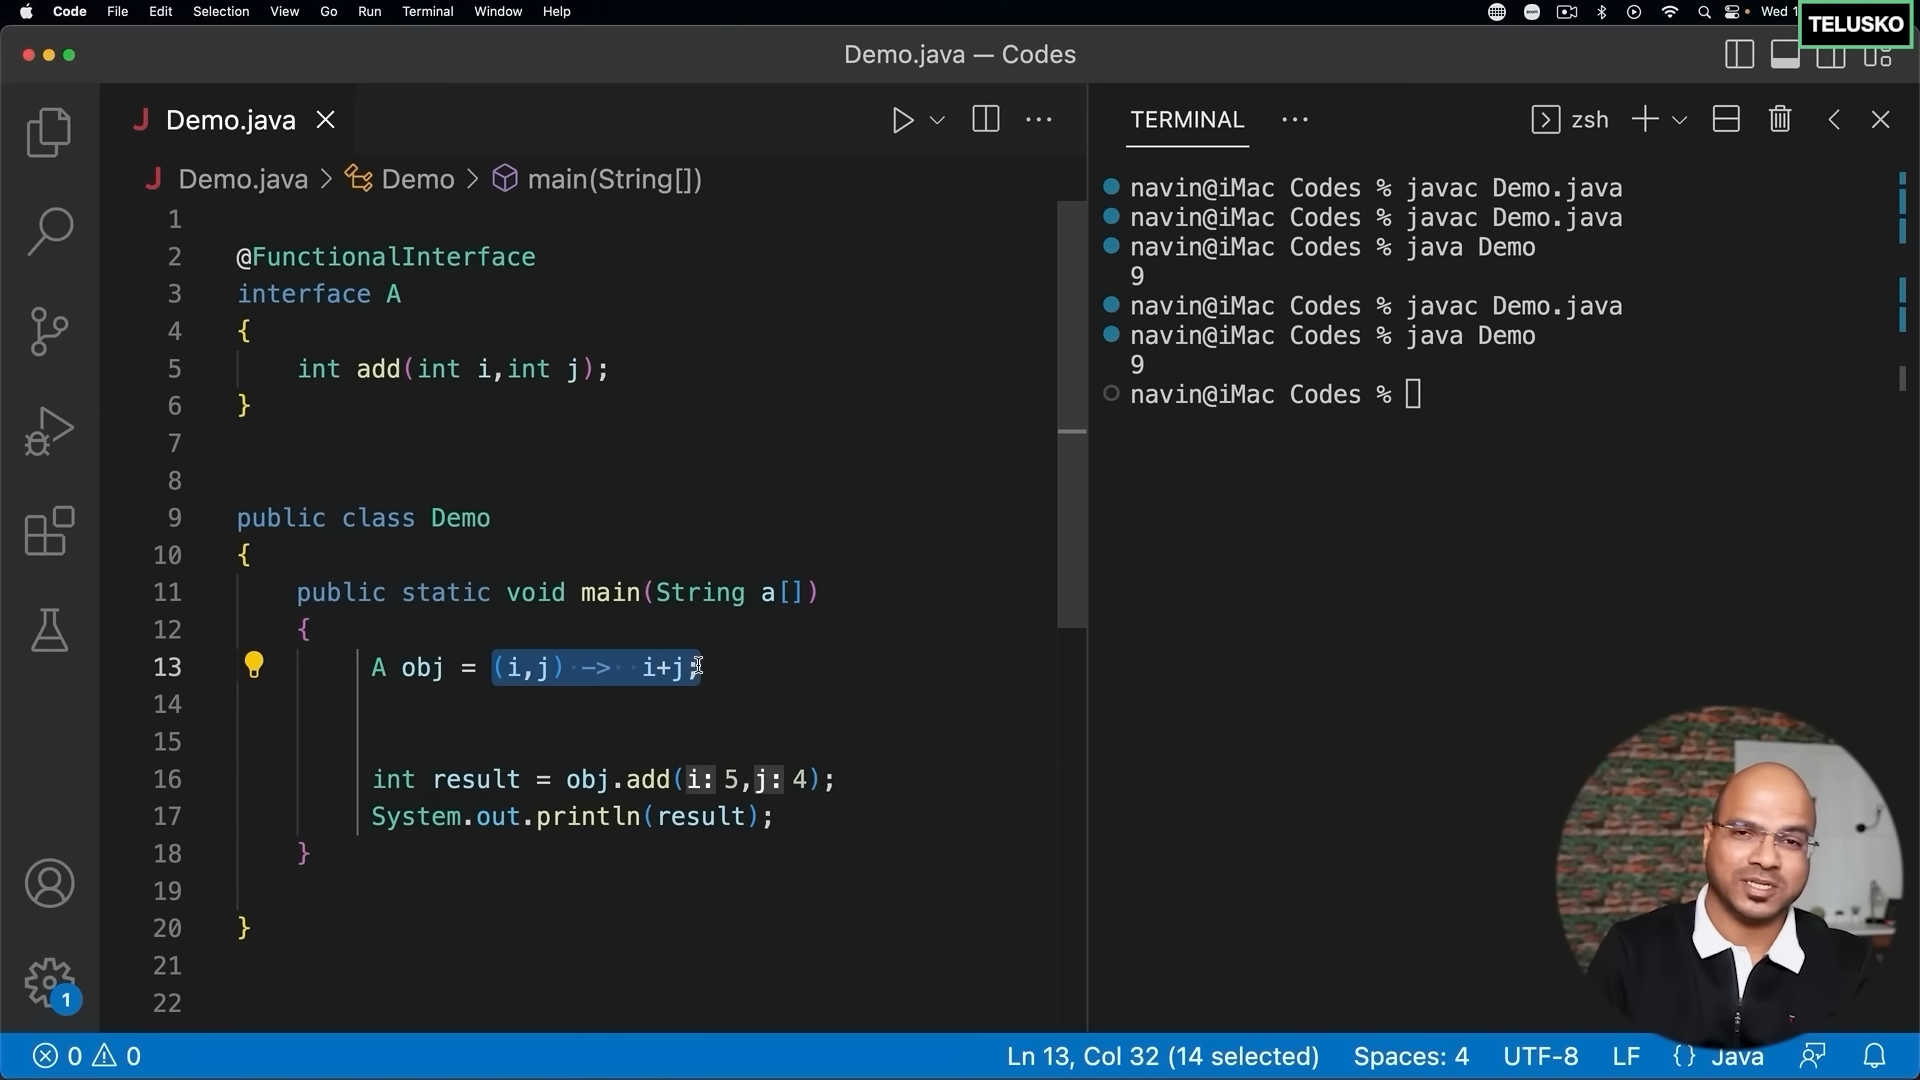 Code File Edit Selection View Go Run Terminal Window Help
Wed 1
TELUSKO
Demo.java — Codes
Demo.java
Demo.java > Demo > main(String[])
1
2 @FunctionalInterface
3 interface A
4 {
5 int add(int i,int j);
6 }
7
8
9 public class Demo
10 {
11 public static void main(String a[])
12 {
13 A obj = (i,j) -> i+j;
14
15
16 int result = obj.add(i: 5,j: 4);
17 System.out.println(result);
18 }
19
20 }
21
22
TERMINAL ··· zsh
navin@iMac Codes % javac Demo.java
navin@iMac Codes % javac Demo.java
navin@iMac Codes % java Demo
9
navin@iMac Codes % javac Demo.java
navin@iMac Codes % java Demo
9
navin@iMac Codes %
1
0 0 Ln 13, Col 32 (14 selected) Spaces: 4 UTF-8 LF {} Java